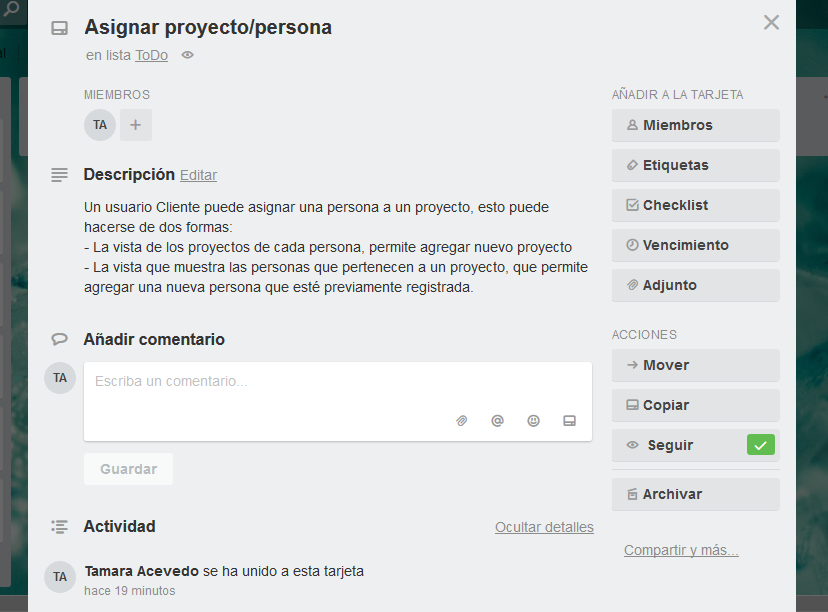 Asignar proyecto/persona
en lista ToDo
MIEMBROS
TA
+
Descripción Editar
Un usuario Cliente puede asignar una persona a un proyecto, esto puede
hacerse de dos formas:
- La vista de los proyectos de cada persona, permite agregar nuevo proyecto
- La vista que muestra las personas que pertenecen a un proyecto, que permite
agregar una nueva persona que esté previamente registrada.
Añadir comentario
TA
Escriba un comentario...
Guardar
Actividad
Ocultar detalles
TA
Tamara Acevedo se ha unido a esta tarjeta
hace 19 minutos
AÑADIR A LA TARJETA
Miembros
Etiquetas
Checklist
Vencimiento
Adjunto
ACCIONES
Mover
Copiar
Seguir
Archivar
Compartir y más...